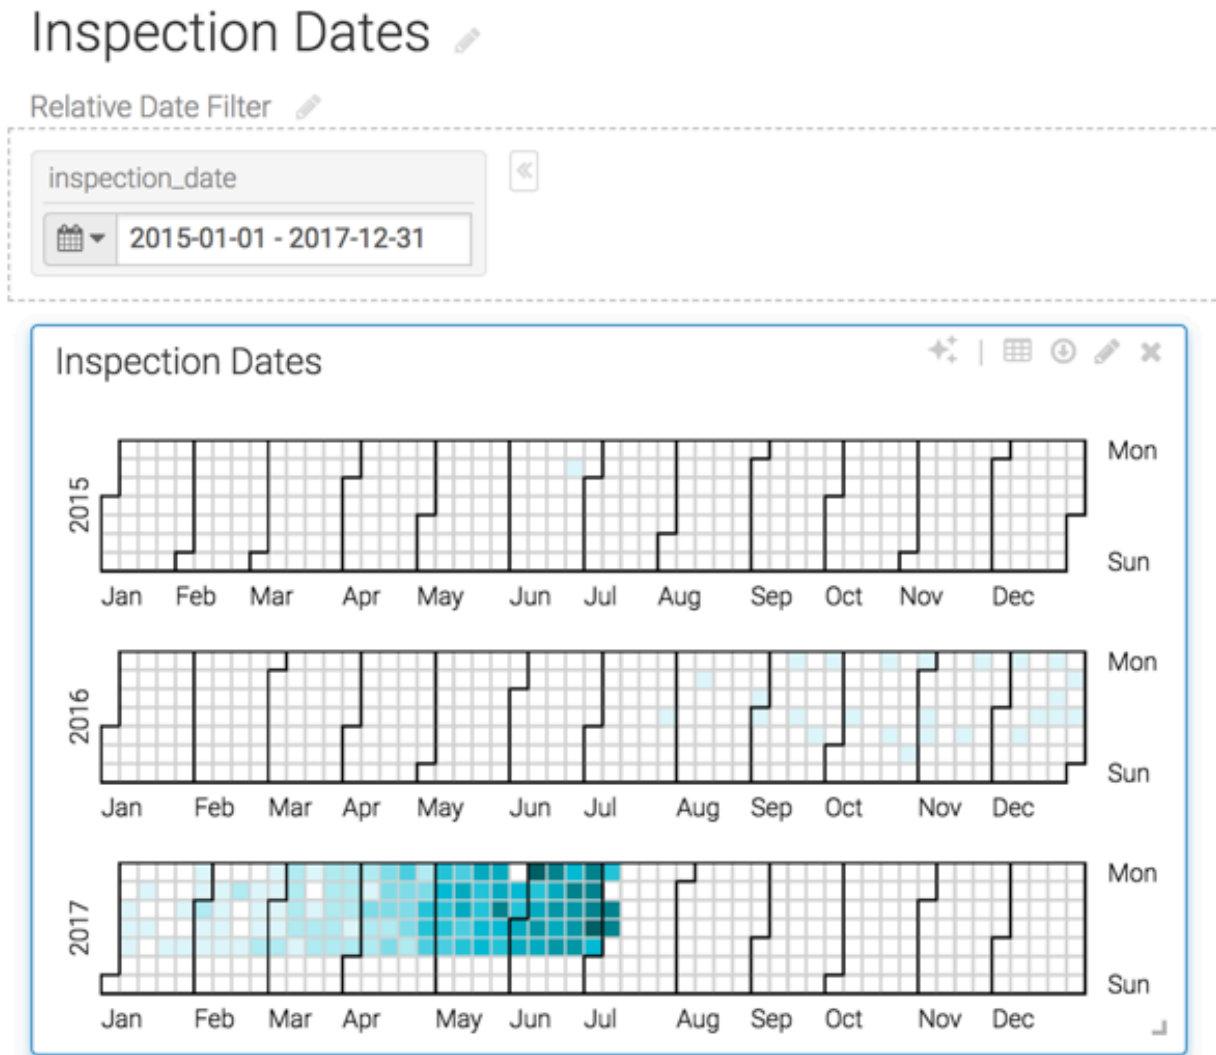 Inspection Dates
Relative Date Filter
inspection_date
2015-01-01 - 2017-12-31
Inspection Dates
2015
Mon
Sun
Jan Feb Mar Apr May Jun Jul Aug Sep Oct Nov Dec
2016
Mon
Sun
Jan Feb Mar Apr May Jun Jul Aug Sep Oct Nov Dec
2017
Mon
Sun
Jan Feb Mar Apr May Jun Jul Aug Sep Oct Nov Dec